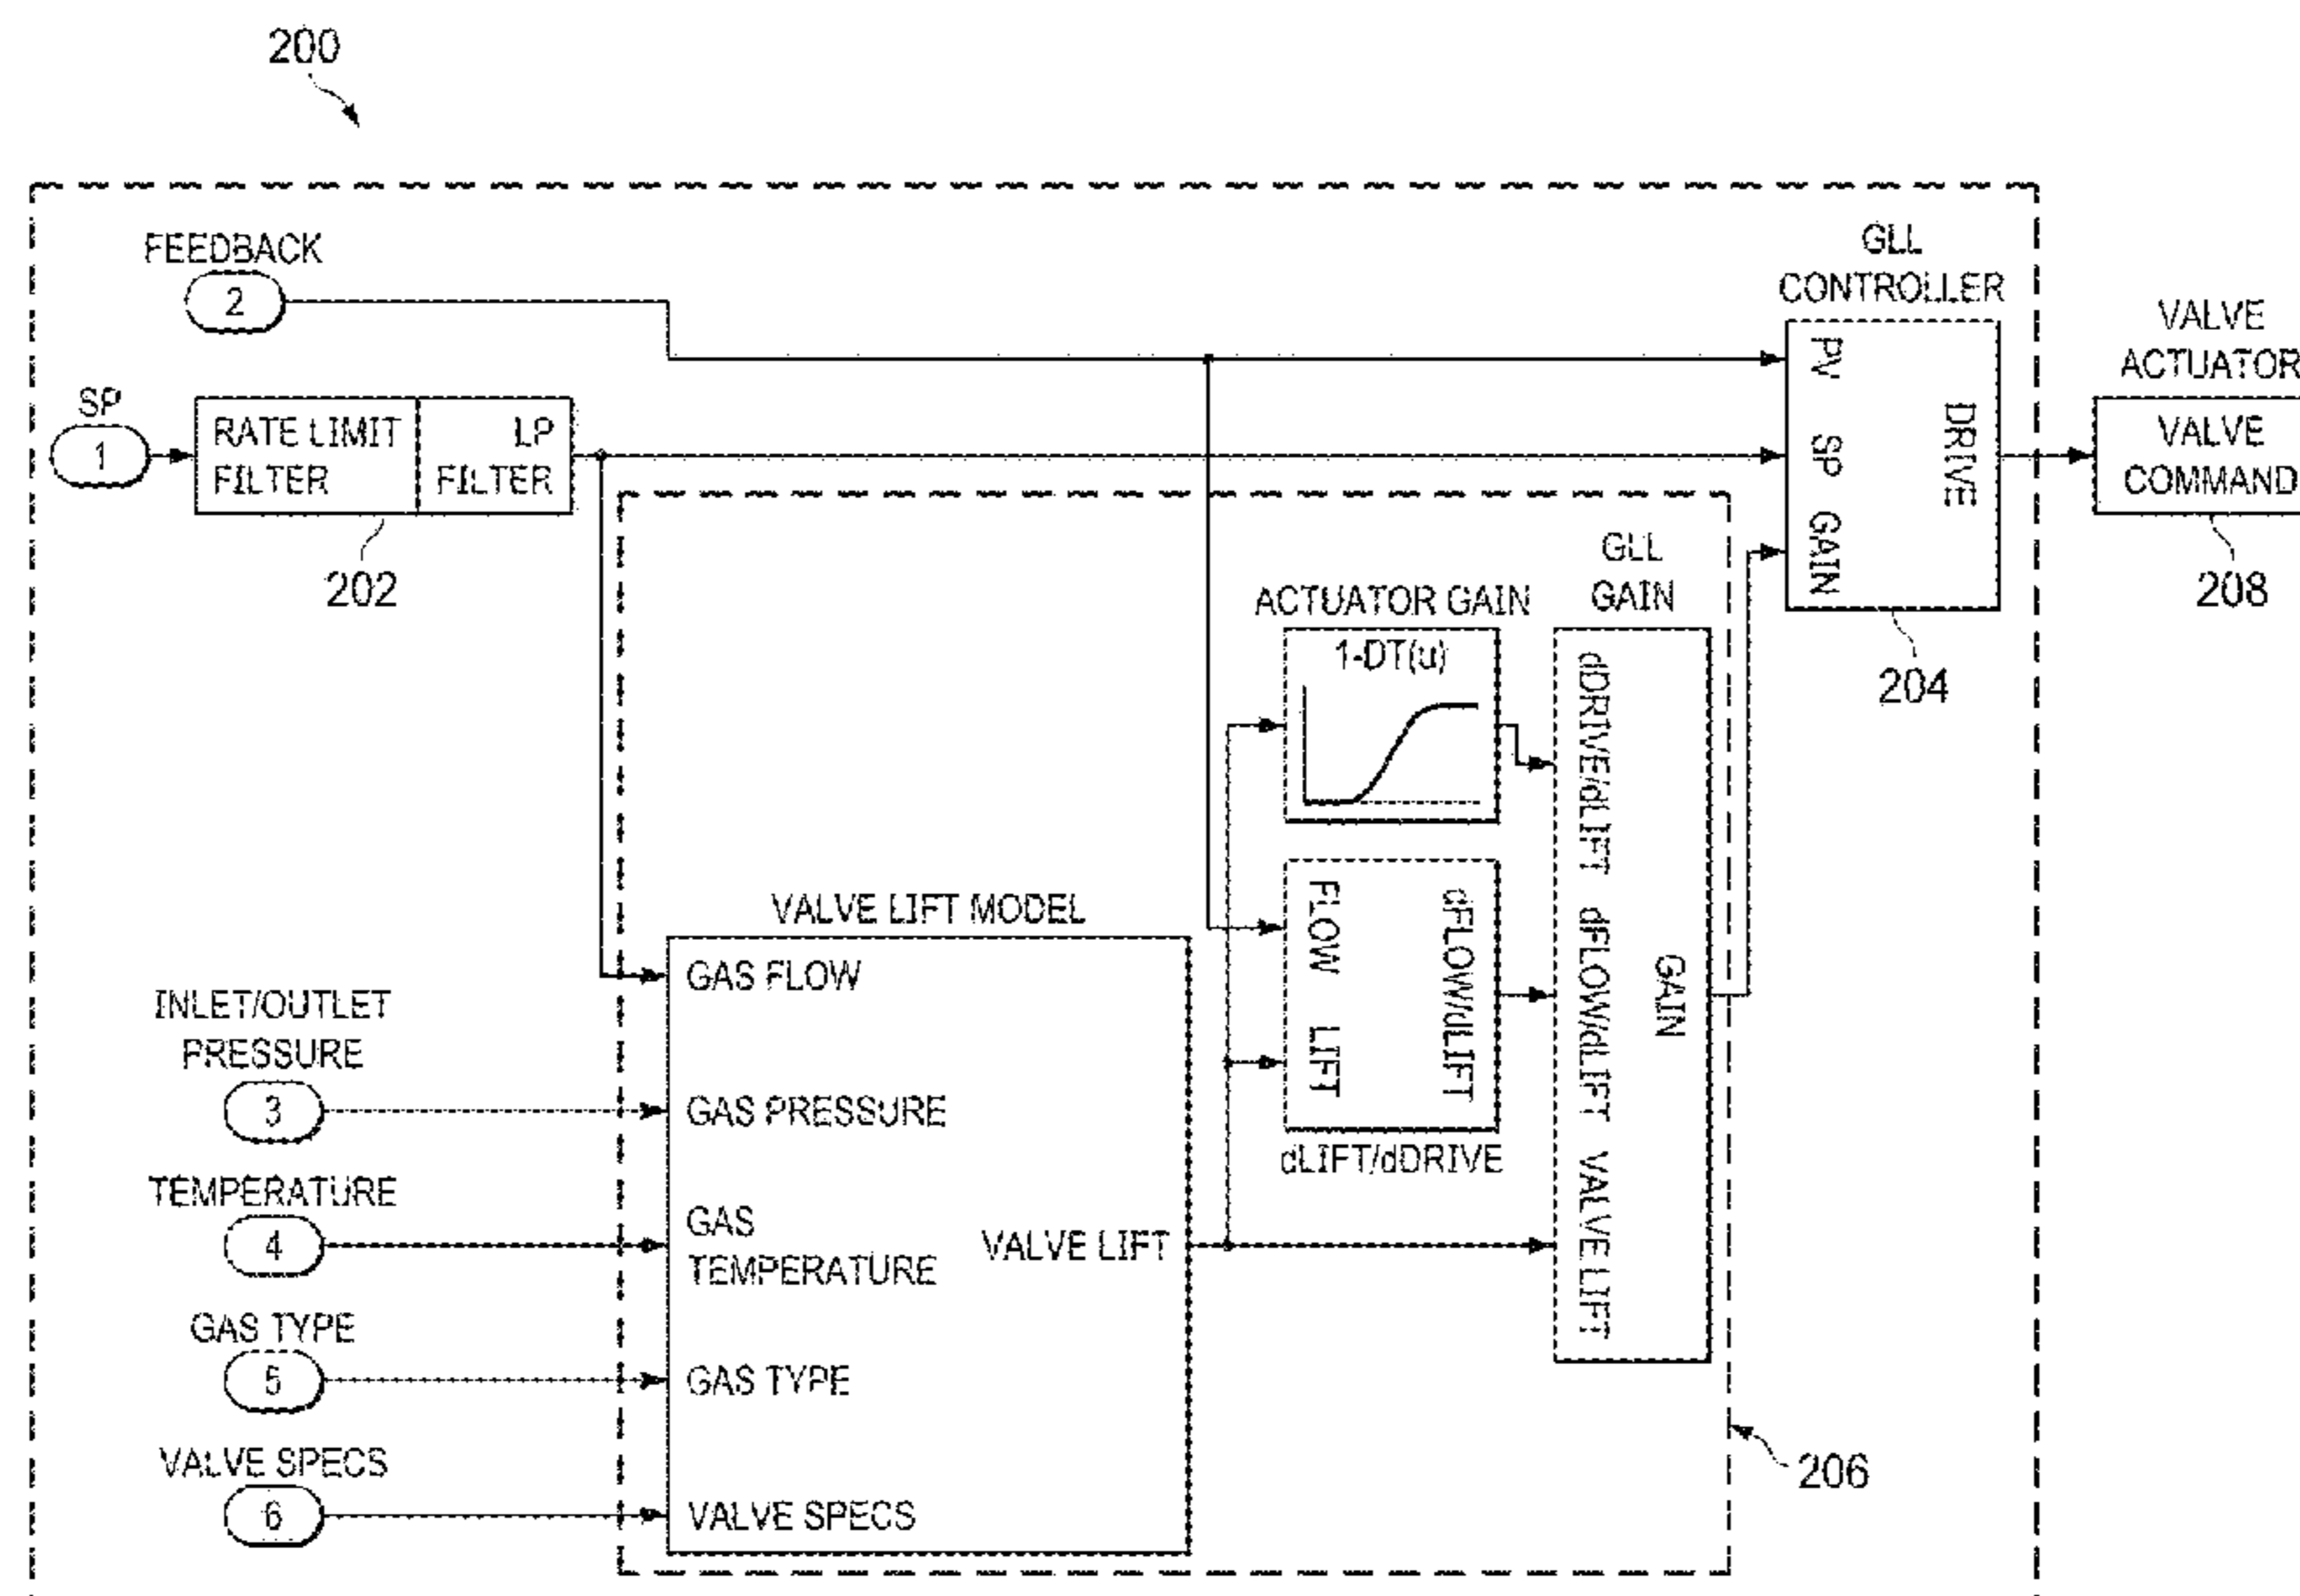 200
FEEDBACK
2
SP
1
RATE LIMIT
FILTER
LP
FILTER
202
GLL
CONTROLLER
PV
SP
GAIN
DRIVE
204
VALVE
ACTUATOR
VALVE
COMMAND
208
ACTUATOR GAIN
1-DT(u)
GLL
GAIN
dDRIVE/dLIFT
dFLOW/dLIFT
VALVE LIFT
GAIN
FLOW
LIFT
dFLOW/dLIFT
dLIFT/dDRIVE
VALVE LIFT MODEL
GAS FLOW
GAS PRESSURE
GAS
TEMPERATURE
GAS TYPE
VALVE SPECS
VALVE LIFT
INLET/OUTLET
PRESSURE
3
TEMPERATURE
4
GAS TYPE
5
VALVE SPECS
6
206